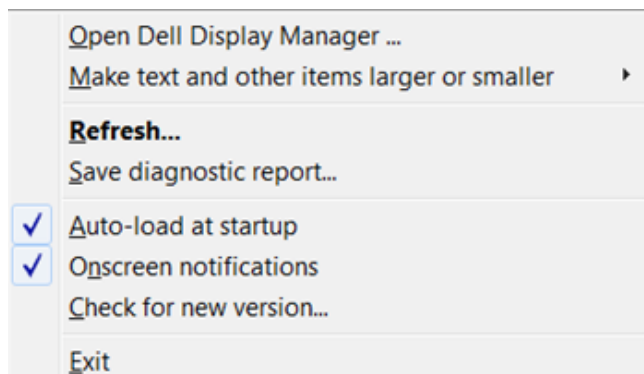 Open Dell Display Manager ...
Make text and other items larger or smaller
Refresh...
Save diagnostic report...
Auto-load at startup
Onscreen notifications
Check for new version...
Exit